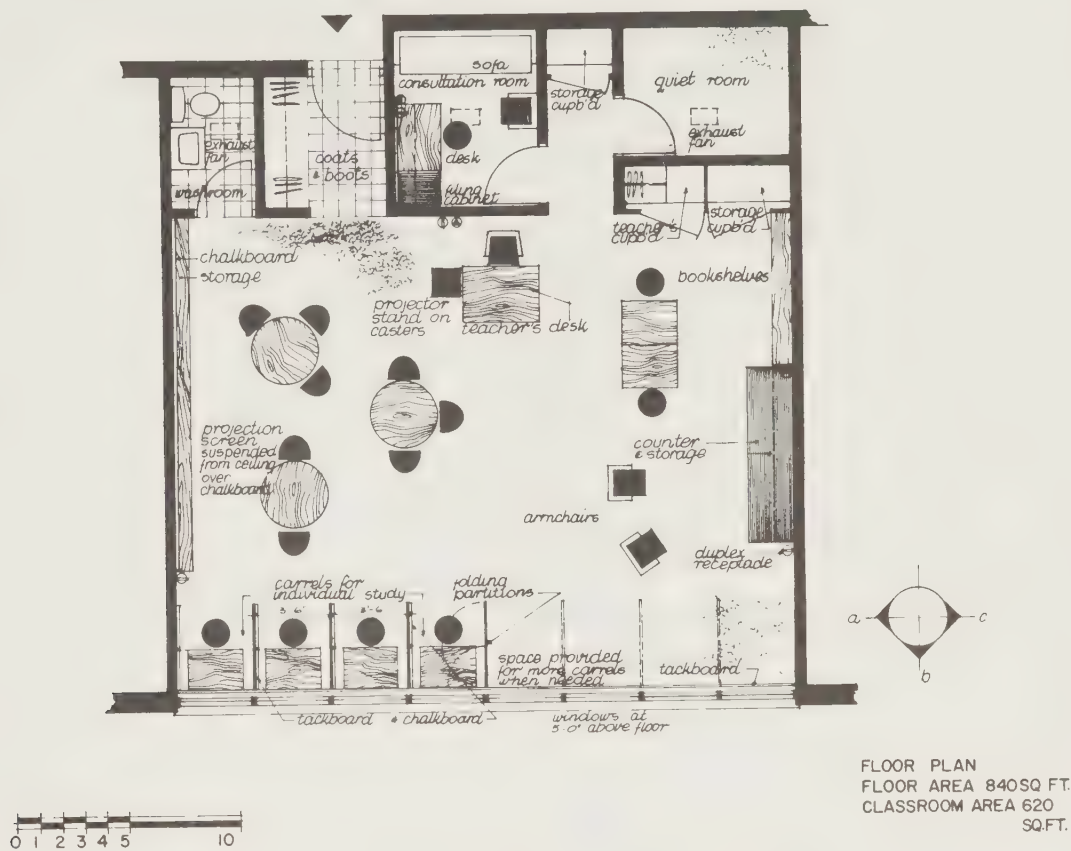 sofa
consultation room
storage
cupb'd
quiet room
exhaust
fan
exhaust
fan
coats
& boots
desk
filing
cabinet
washroom
teacher's
cupb'd
storage
cupb'd
chalkboard
storage
bookshelves
projector
stand on
casters
teacher's desk
projection
screen
suspended
from ceiling
over
chalkboard
counter
& storage
armchairs
duplex
receptacle
carrels for
individual study
folding
partitions
3'-6"
space provided
for more carrels
when needed
tackboard
tackboard & chalkboard
windows at
5'-0" above floor
a
c
b
FLOOR PLAN
FLOOR AREA 840 SQ FT.
CLASSROOM AREA 620
SQ.FT.
0 1 2 3 4 5 10